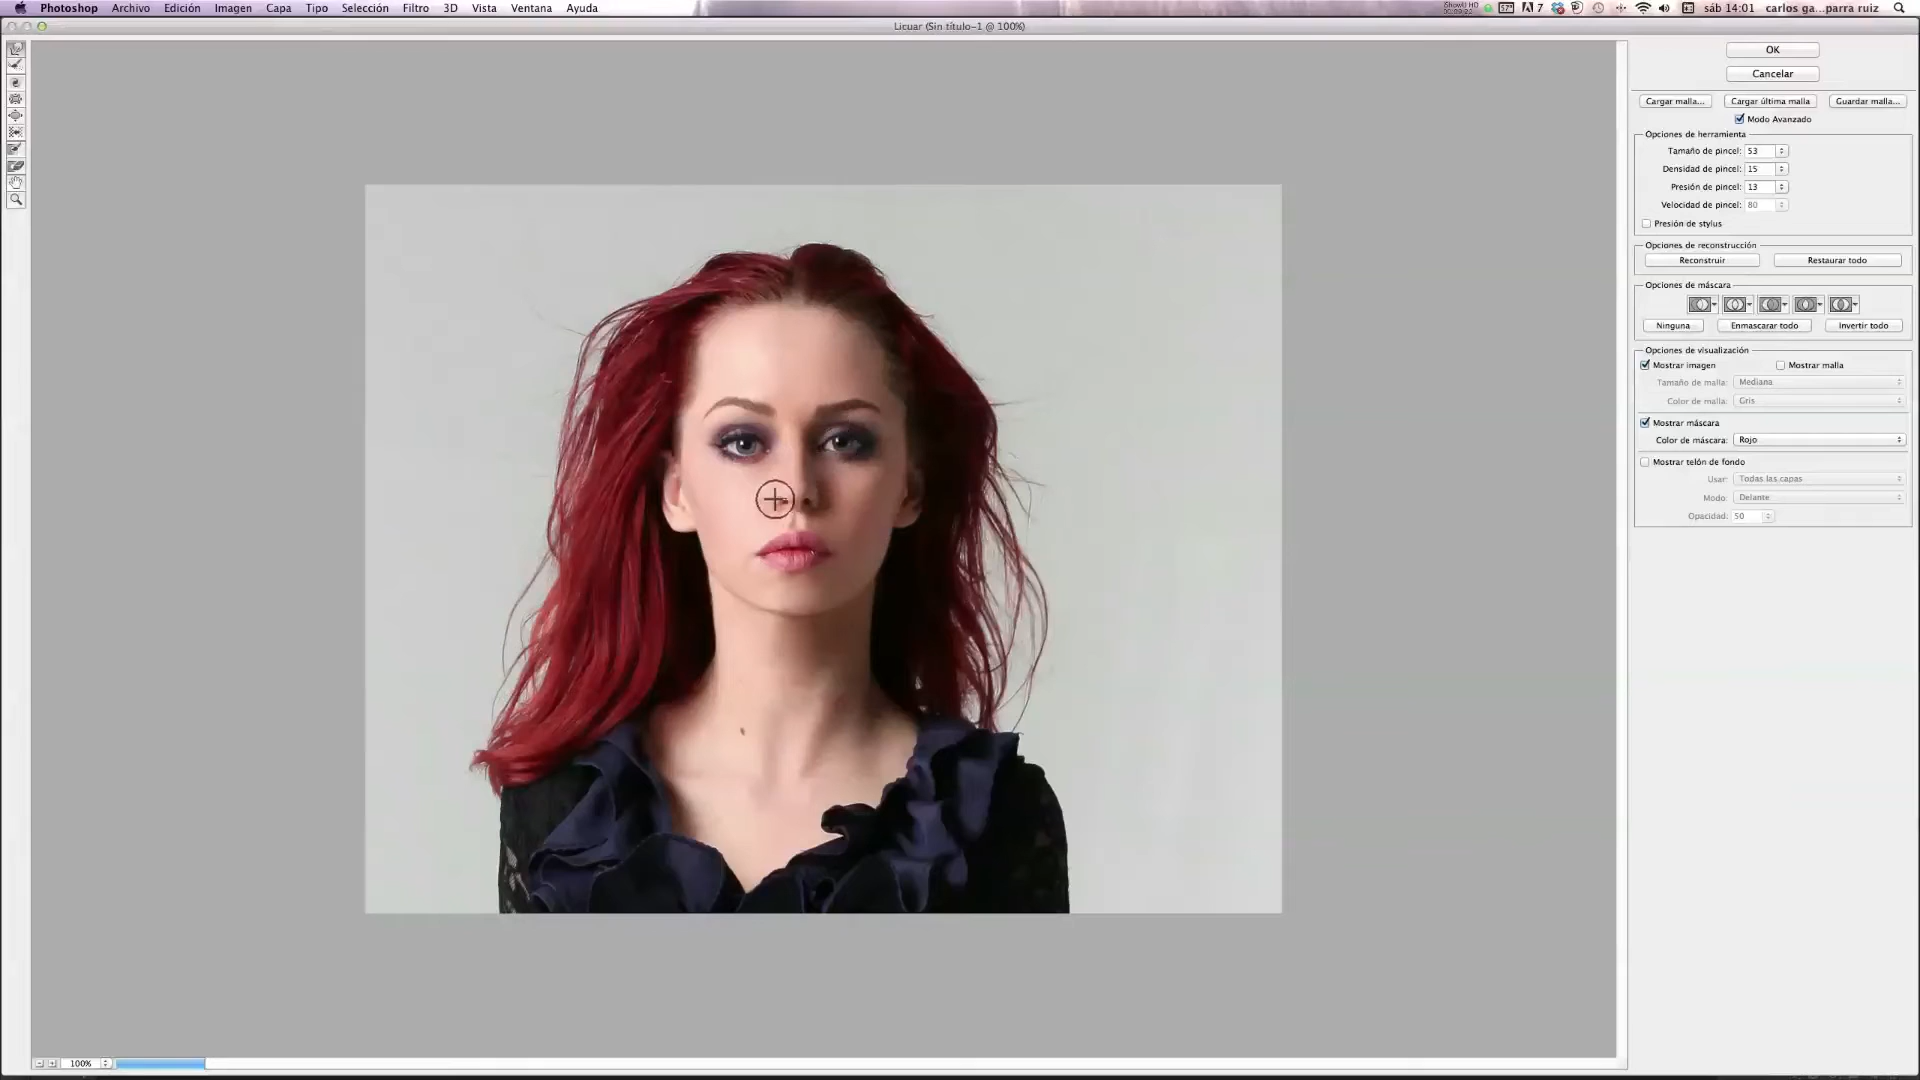 Photoshop Archivo Edición Imagen Capa Tipo Selección Filtro 3D Vista Ventana Ayuda
57° 7 sáb 14:01 carlos ga...parra ruiz
Licuar (Sin título-1 @ 100%)
OK
Cancelar
Cargar malla... Cargar última malla Guardar malla...
Modo Avanzado
Opciones de herramienta
Tamaño de pincel: 53
Densidad de pincel: 15
Presión de pincel: 13
Velocidad de pincel: 80
Presión de stylus
Opciones de reconstrucción
Reconstruir Restaurar todo
Opciones de máscara
Ninguna Enmascarar todo Invertir todo
Opciones de visualización
Mostrar imagen Mostrar malla
Tamaño de malla: Mediana
Color de malla: Gris
Mostrar máscara
Color de máscara: Rojo
Mostrar telón de fondo
Usar: Todas las capas
Modo: Delante
Opacidad: 50
100%